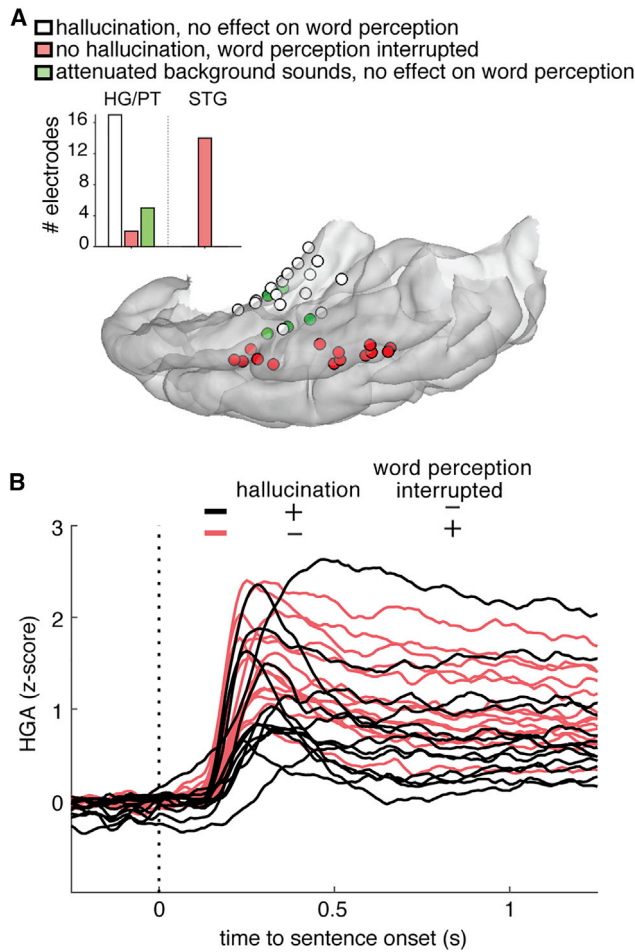 A
hallucination, no effect on word perception
no hallucination, word perception interrupted
attenuated background sounds, no effect on word perception
HG/PT STG
16
12
8
4
0
# electrodes
B
hallucination
word perception
interrupted
+ −
− +
3
2
1
0
HGA (z-score)
0 0.5 1
time to sentence onset (s)